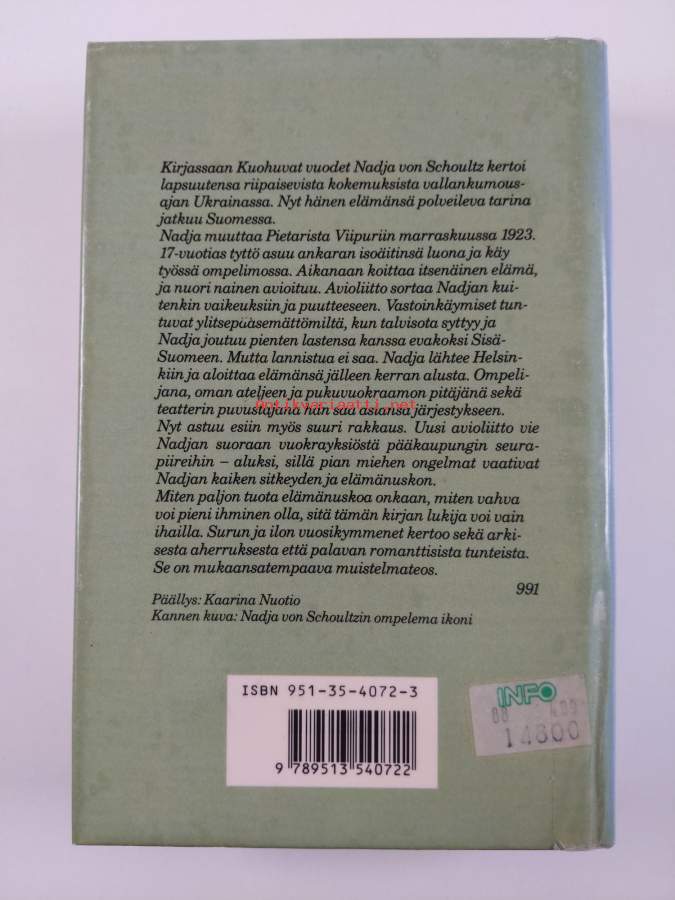 Kirjassaan Kuohuvat vuodet Nadja von Schoultz kertoi
lapsuutensa riipaisevista kokemuksista vallankumous-
ajan Ukrainassa. Nyt hänen elämänsä polveileva tarina
jatkuu Suomessa.
Nadja muuttaa Pietarista Viipuriin marraskuussa 1923.
17-vuotias tyttö asuu ankaran isoäitinsä luona ja käy
työssä ompelimossa. Aikanaan koittaa itsenäinen elämä,
ja nuori nainen avioituu. Avioliitto sortaa Nadjan kui-
tenkin vaikeuksiin ja puutteeseen. Vastoinkäymiset tun-
tuvat ylitsepääsemättömiltä, kun talvisota syttyy ja
Nadja joutuu pienten lastensa kanssa evakoksi Sisä-
Suomeen. Mutta lannistua ei saa. Nadja lähtee Helsin-
kiin ja aloittaa elämänsä jälleen kerran alusta. Ompeli-
jana, oman ateljeen ja pukuvuokraamon pitäjänä sekä
teatterin puvustajana hän saa asiansa järjestykseen.
Antikvariaatti.net
Nyt astuu esiin myös suuri rakkaus. Uusi avioliitto vie
Nadjan suoraan vuokrayksiöstä pääkaupungin seura-
piireihin – aluksi, sillä pian miehen ongelmat vaativat
Nadjan kaiken sitkeyden ja elämänuskon.
Miten paljon tuota elämänuskoa onkaan, miten vahva
voi pieni ihminen olla, sitä tämän kirjan lukija voi vain
ihailla. Surun ja ilon vuosikymmenet kertoo sekä arki-
sesta aherruksesta että palavan romanttisista tunteista.
Se on mukaansatempaava muistelmateos.
991
Päällys: Kaarina Nuotio
Kannen kuva: Nadja von Schoultzin ompelema ikoni
ISBN 951-35-4072-3
9 789513 540722
INFO
88 499
14800